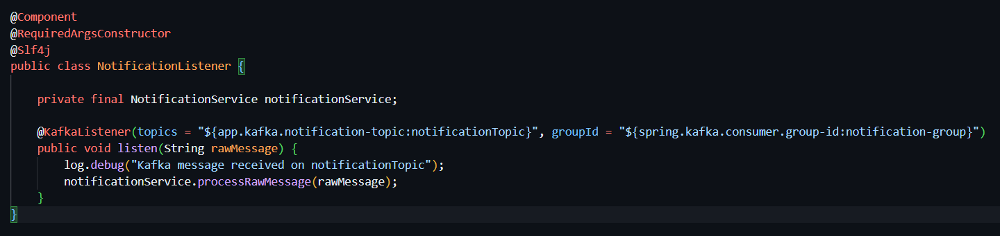 @Component
@RequiredArgsConstructor
@Slf4j
public class NotificationListener {
private final NotificationService notificationService;
@KafkaListener(topics = "${app.kafka.notification-topic:notificationTopic}", groupId = "${spring.kafka.consumer.group-id:notification-group}")
public void listen(String rawMessage) {
log.debug("Kafka message received on notificationTopic");
notificationService.processRawMessage(rawMessage);
}
}